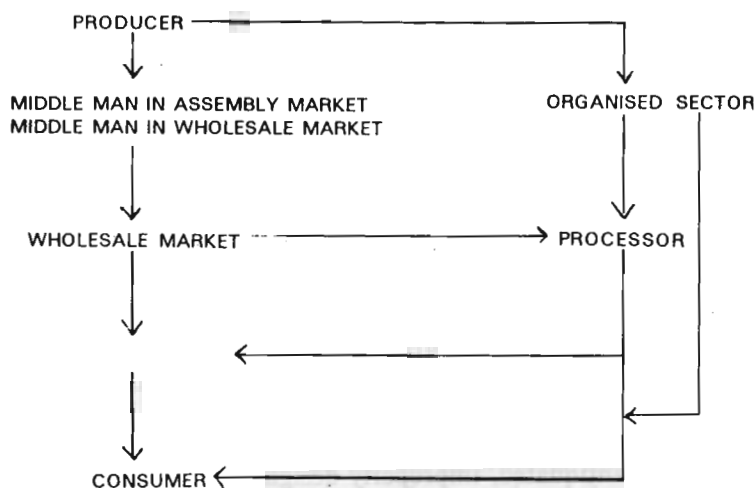 PRODUCER
MIDDLE MAN IN ASSEMBLY MARKET
MIDDLE MAN IN WHOLESALE MARKET
ORGANISED SECTOR
WHOLESALE MARKET
PROCESSOR
CONSUMER